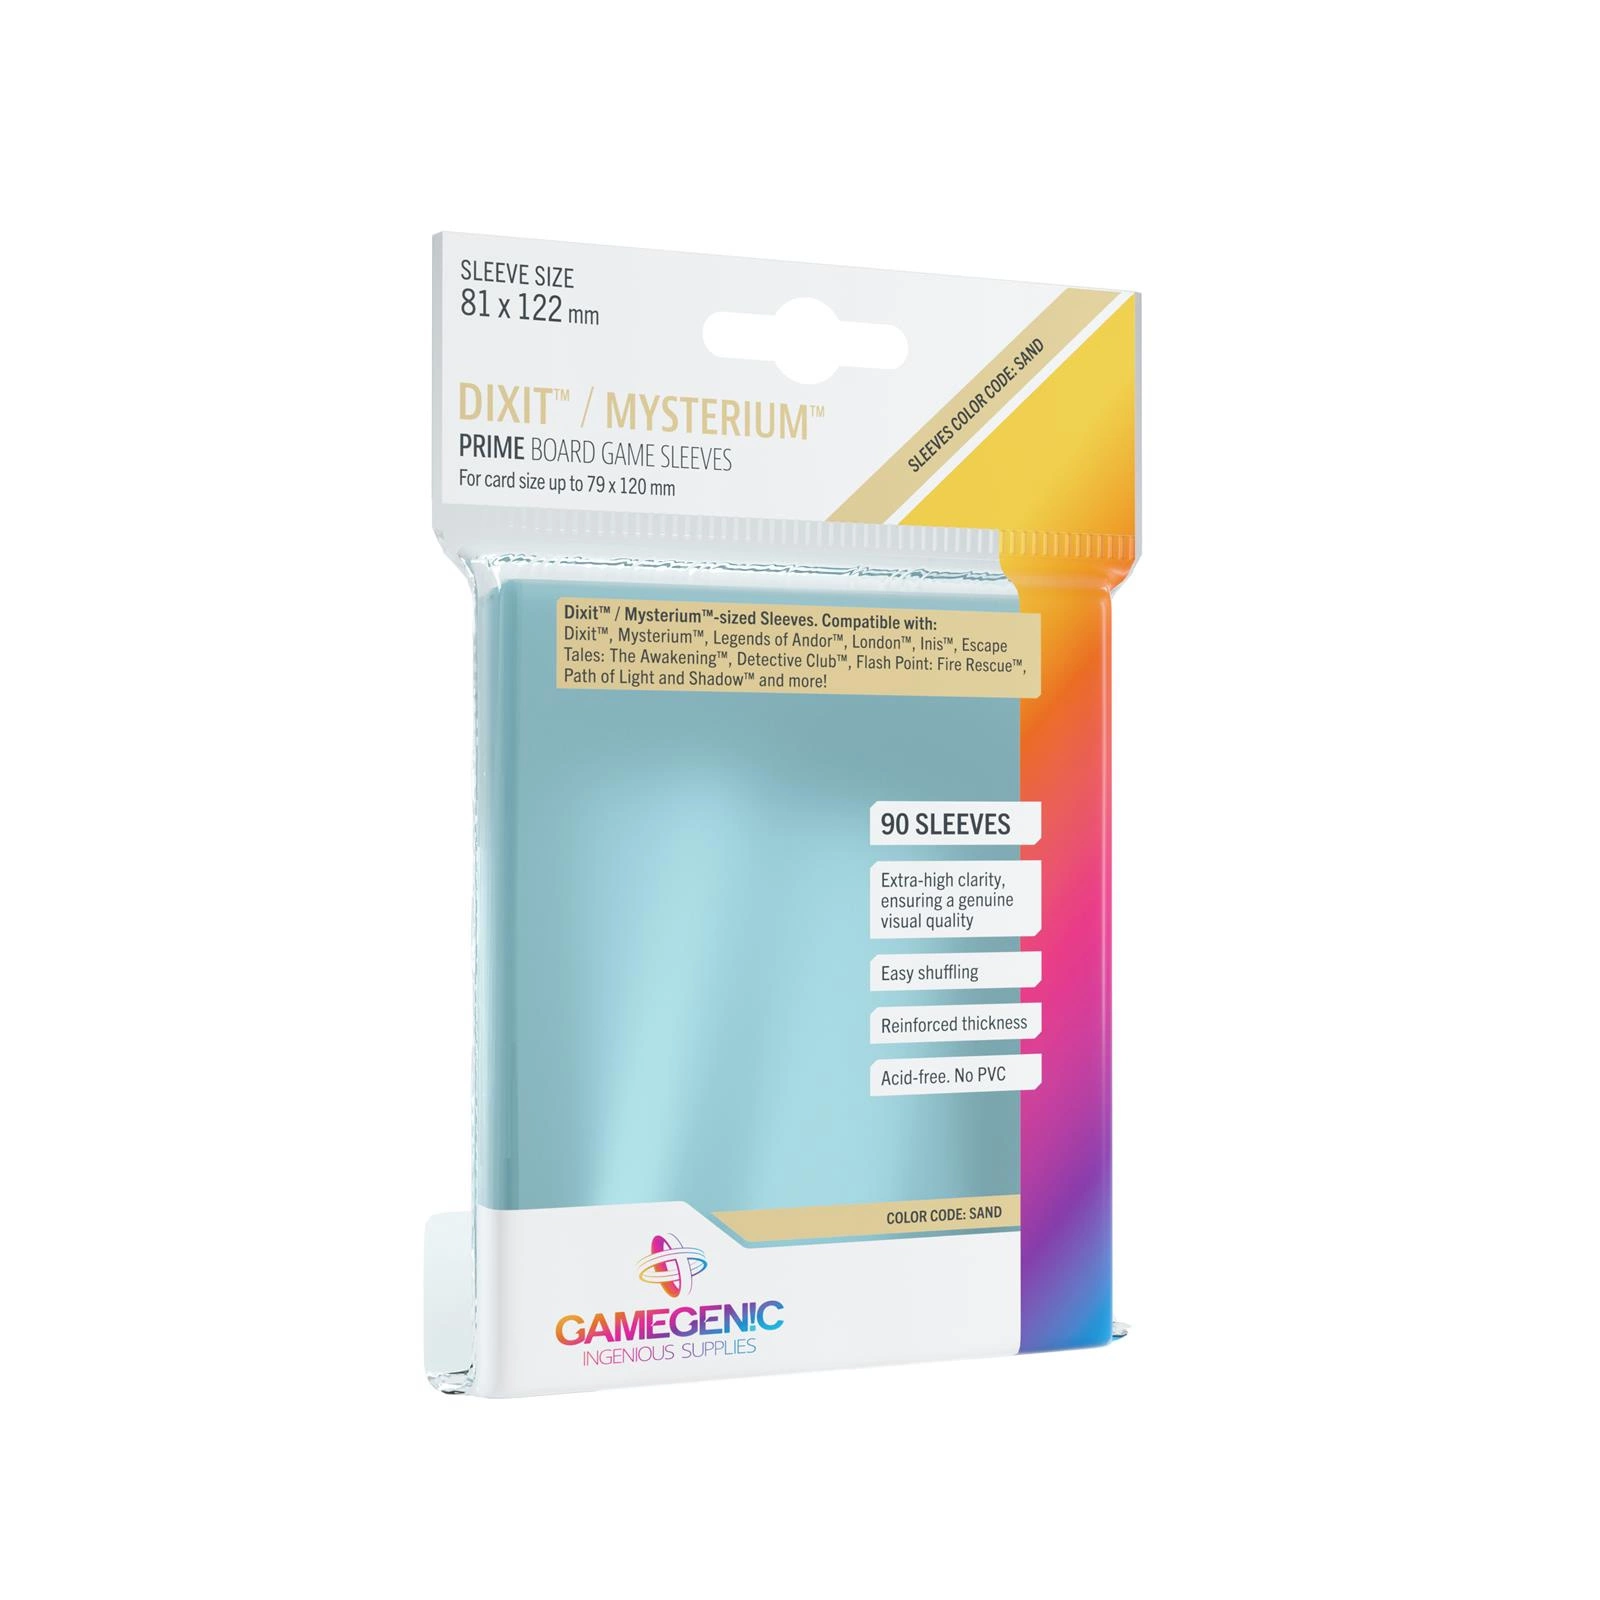 SLEEVE SIZE
81 x 122 mm
SLEEVES COLOR CODE: SAND
DIXIT™ / MYSTERIUM™
PRIME BOARD GAME SLEEVES
For card size up to 79 x 120 mm
Dixit™ / Mysterium™-sized Sleeves. Compatible with:
Dixit™, Mysterium™, Legends of Andor™, London™, Inis™, Escape
Tales: The Awakening™, Detective Club™, Flash Point: Fire Rescue™,
Path of Light and Shadow™ and more!
90 SLEEVES
Extra-high clarity,
ensuring a genuine
visual quality
Easy shuffling
Reinforced thickness
Acid-free. No PVC
COLOR CODE: SAND
GAMEGEN!C
INGENIOUS SUPPLIES